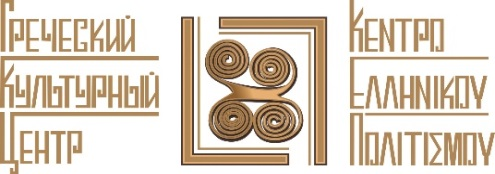 Греческий
Культурный
Центр
Κεντρο
Ελληνικου
Πολιτισμου